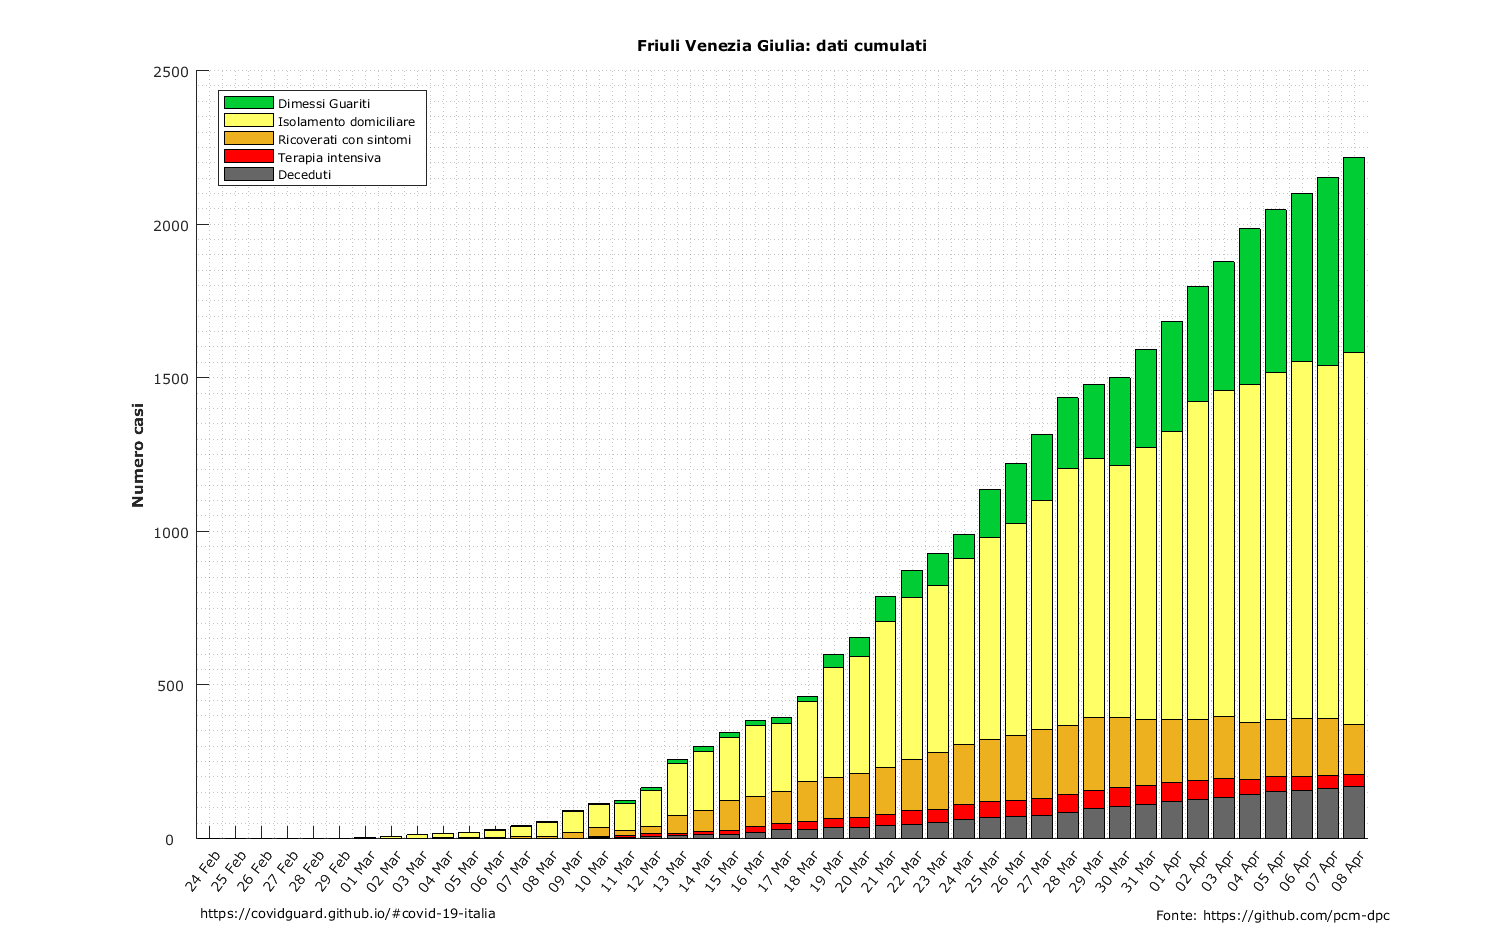 Friuli Venezia Giulia: dati cumulati
2500
2000
1500
1000
500
0
Numero casi
Dimessi Guariti
Isolamento domiciliare
Ricoverati con sintomi
Terapia intensiva
Deceduti
24 Feb
25 Feb
26 Feb
27 Feb
28 Feb
29 Feb
01 Mar
02 Mar
03 Mar
04 Mar
05 Mar
06 Mar
07 Mar
08 Mar
09 Mar
10 Mar
11 Mar
12 Mar
13 Mar
14 Mar
15 Mar
16 Mar
17 Mar
18 Mar
19 Mar
20 Mar
21 Mar
22 Mar
23 Mar
24 Mar
25 Mar
26 Mar
27 Mar
28 Mar
29 Mar
30 Mar
31 Mar
01 Apr
02 Apr
03 Apr
04 Apr
05 Apr
06 Apr
07 Apr
08 Apr
https://covidguard.github.io/#covid-19-italia
Fonte: https://github.com/pcm-dpc